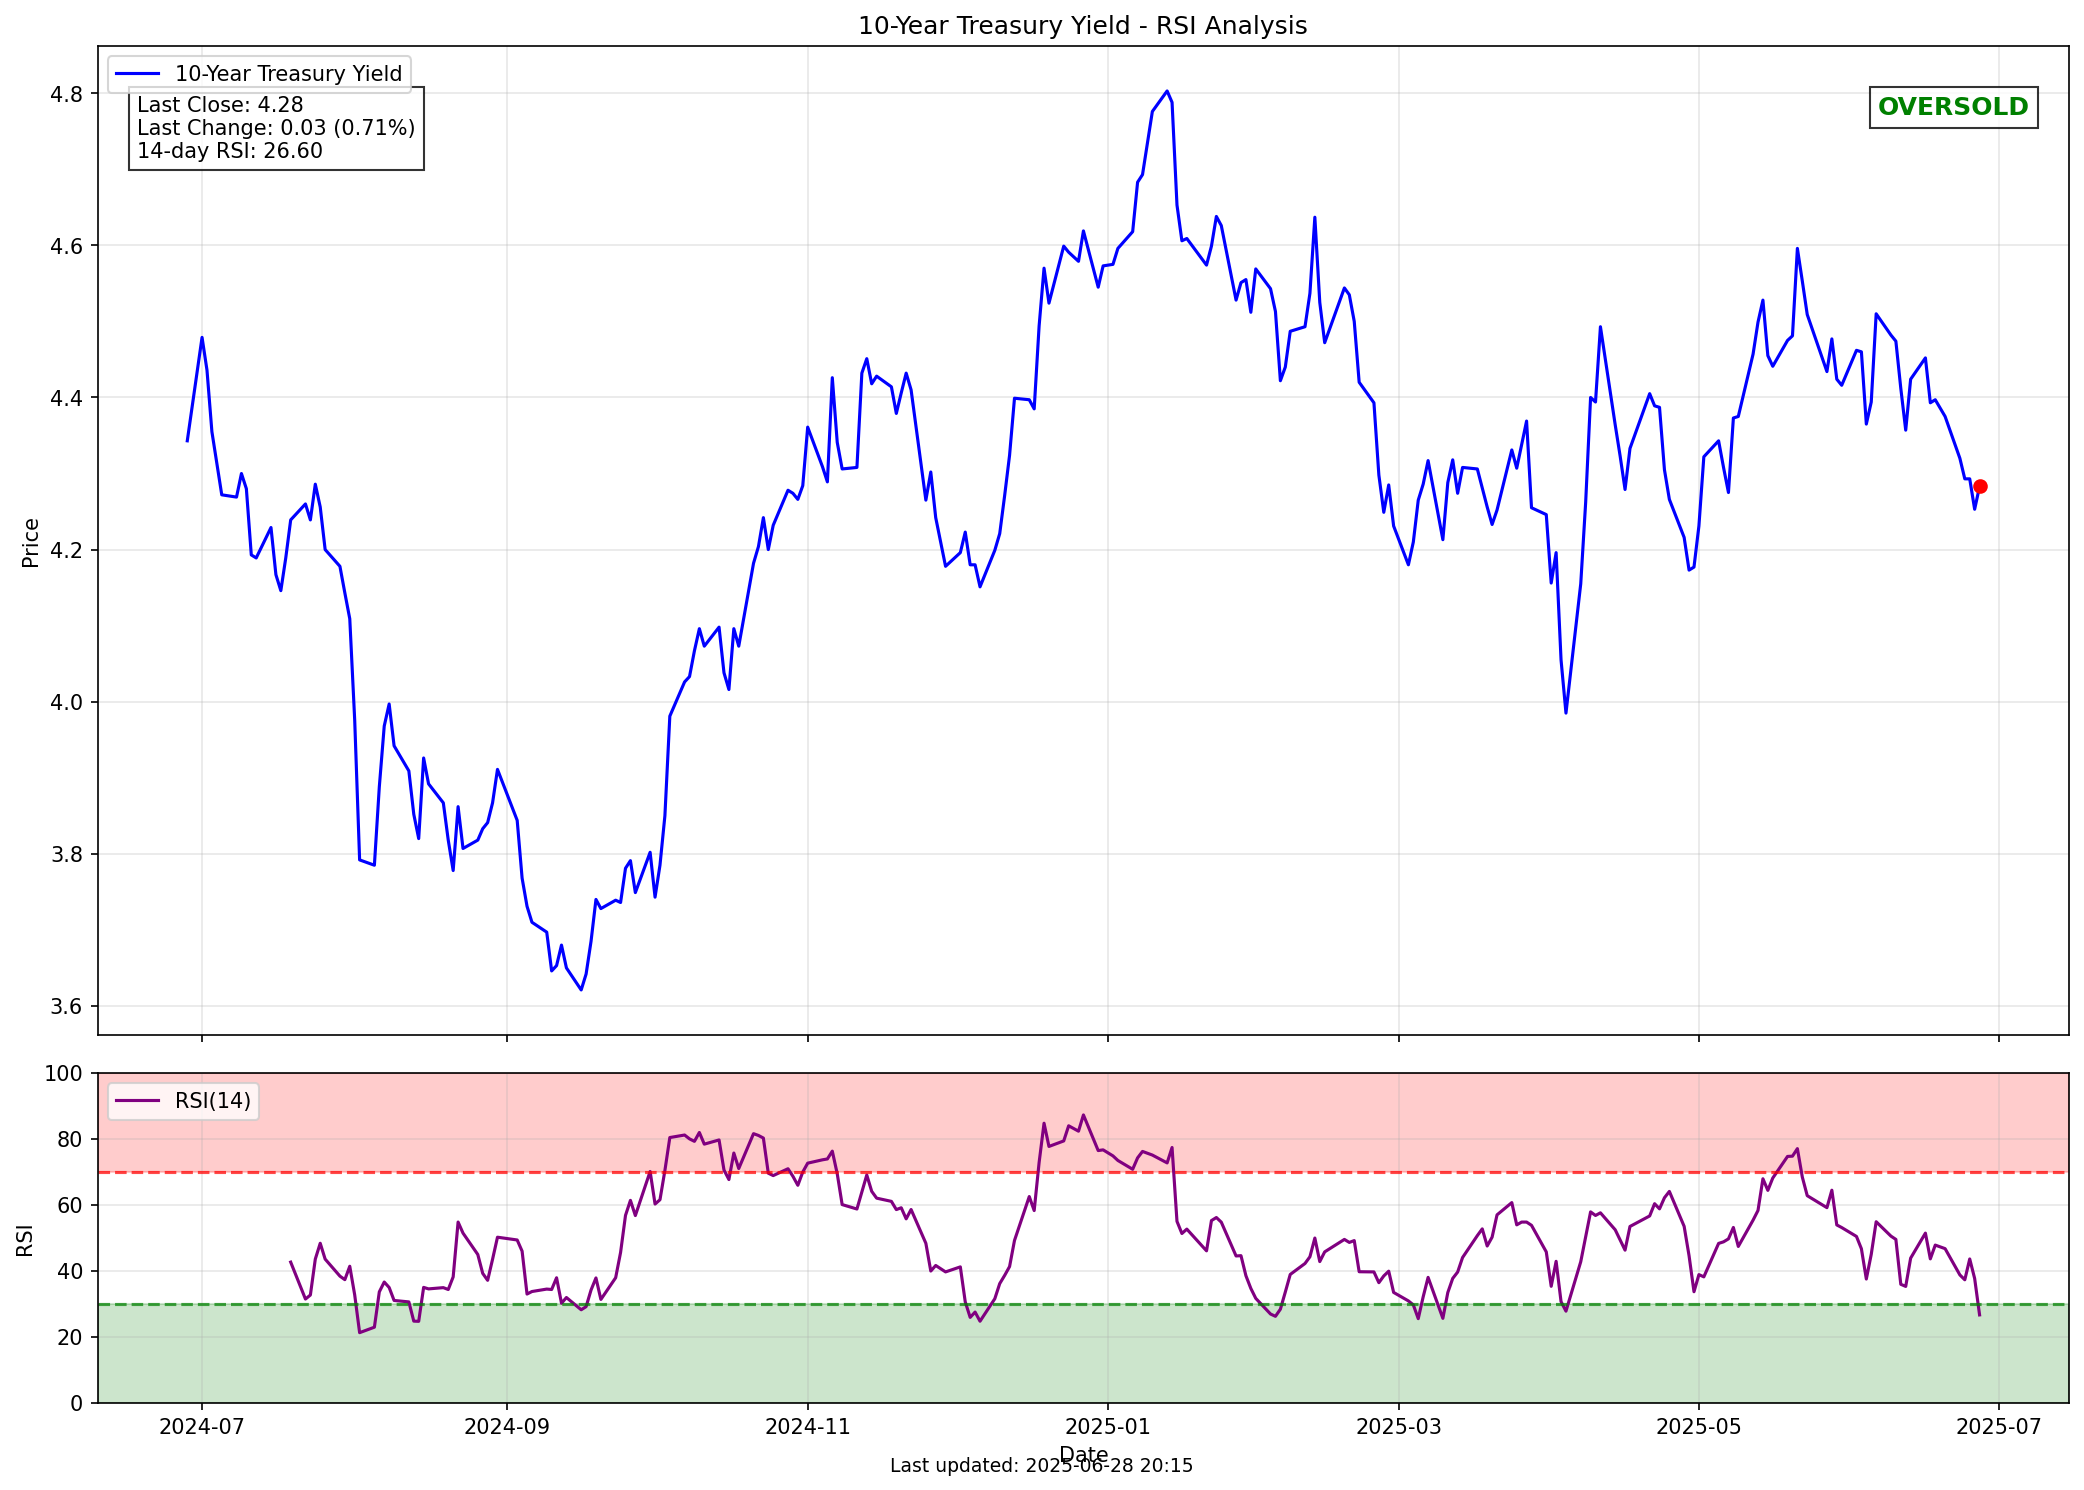 10-Year Treasury Yield - RSI Analysis
10-Year Treasury Yield
Last Close: 4.28
Last Change: 0.03 (0.71%)
14-day RSI: 26.60
OVERSOLD
Price
4.8
4.6
4.4
4.2
4.0
3.8
3.6
RSI(14)
RSI
100
80
60
40
20
0
2024-07
2024-09
2024-11
2025-01
2025-03
2025-05
2025-07
Date
Last updated: 2025-06-28 20:15